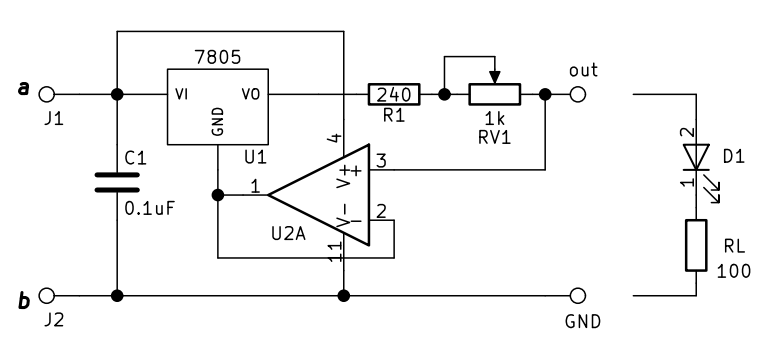 7805
out
a
VI
VO
240
J1
GND
R1
1k
RV1
4
2
U1
3
D1
C1
V+
+
1
1
0.1uF
V-
-
2
U2A
11
RL
100
b
J2
GND